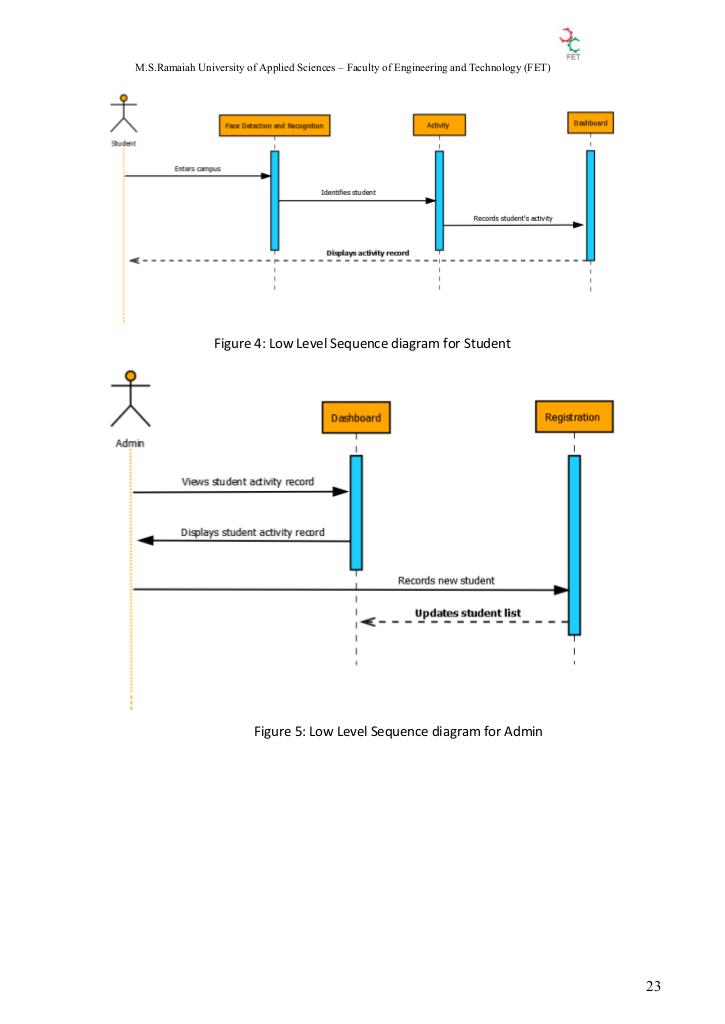 FET
M.S.Ramaiah University of Applied Sciences – Faculty of Engineering and Technology (FET)
Student
Face Detection and Recognition
Activity
Dashboard
Enters campus
Identifies student
Records student's activity
Displays activity record
Figure 4: Low Level Sequence diagram for Student
Admin
Dashboard
Registration
Views student activity record
Displays student activity record
Records new student
Updates student list
Figure 5: Low Level Sequence diagram for Admin
23